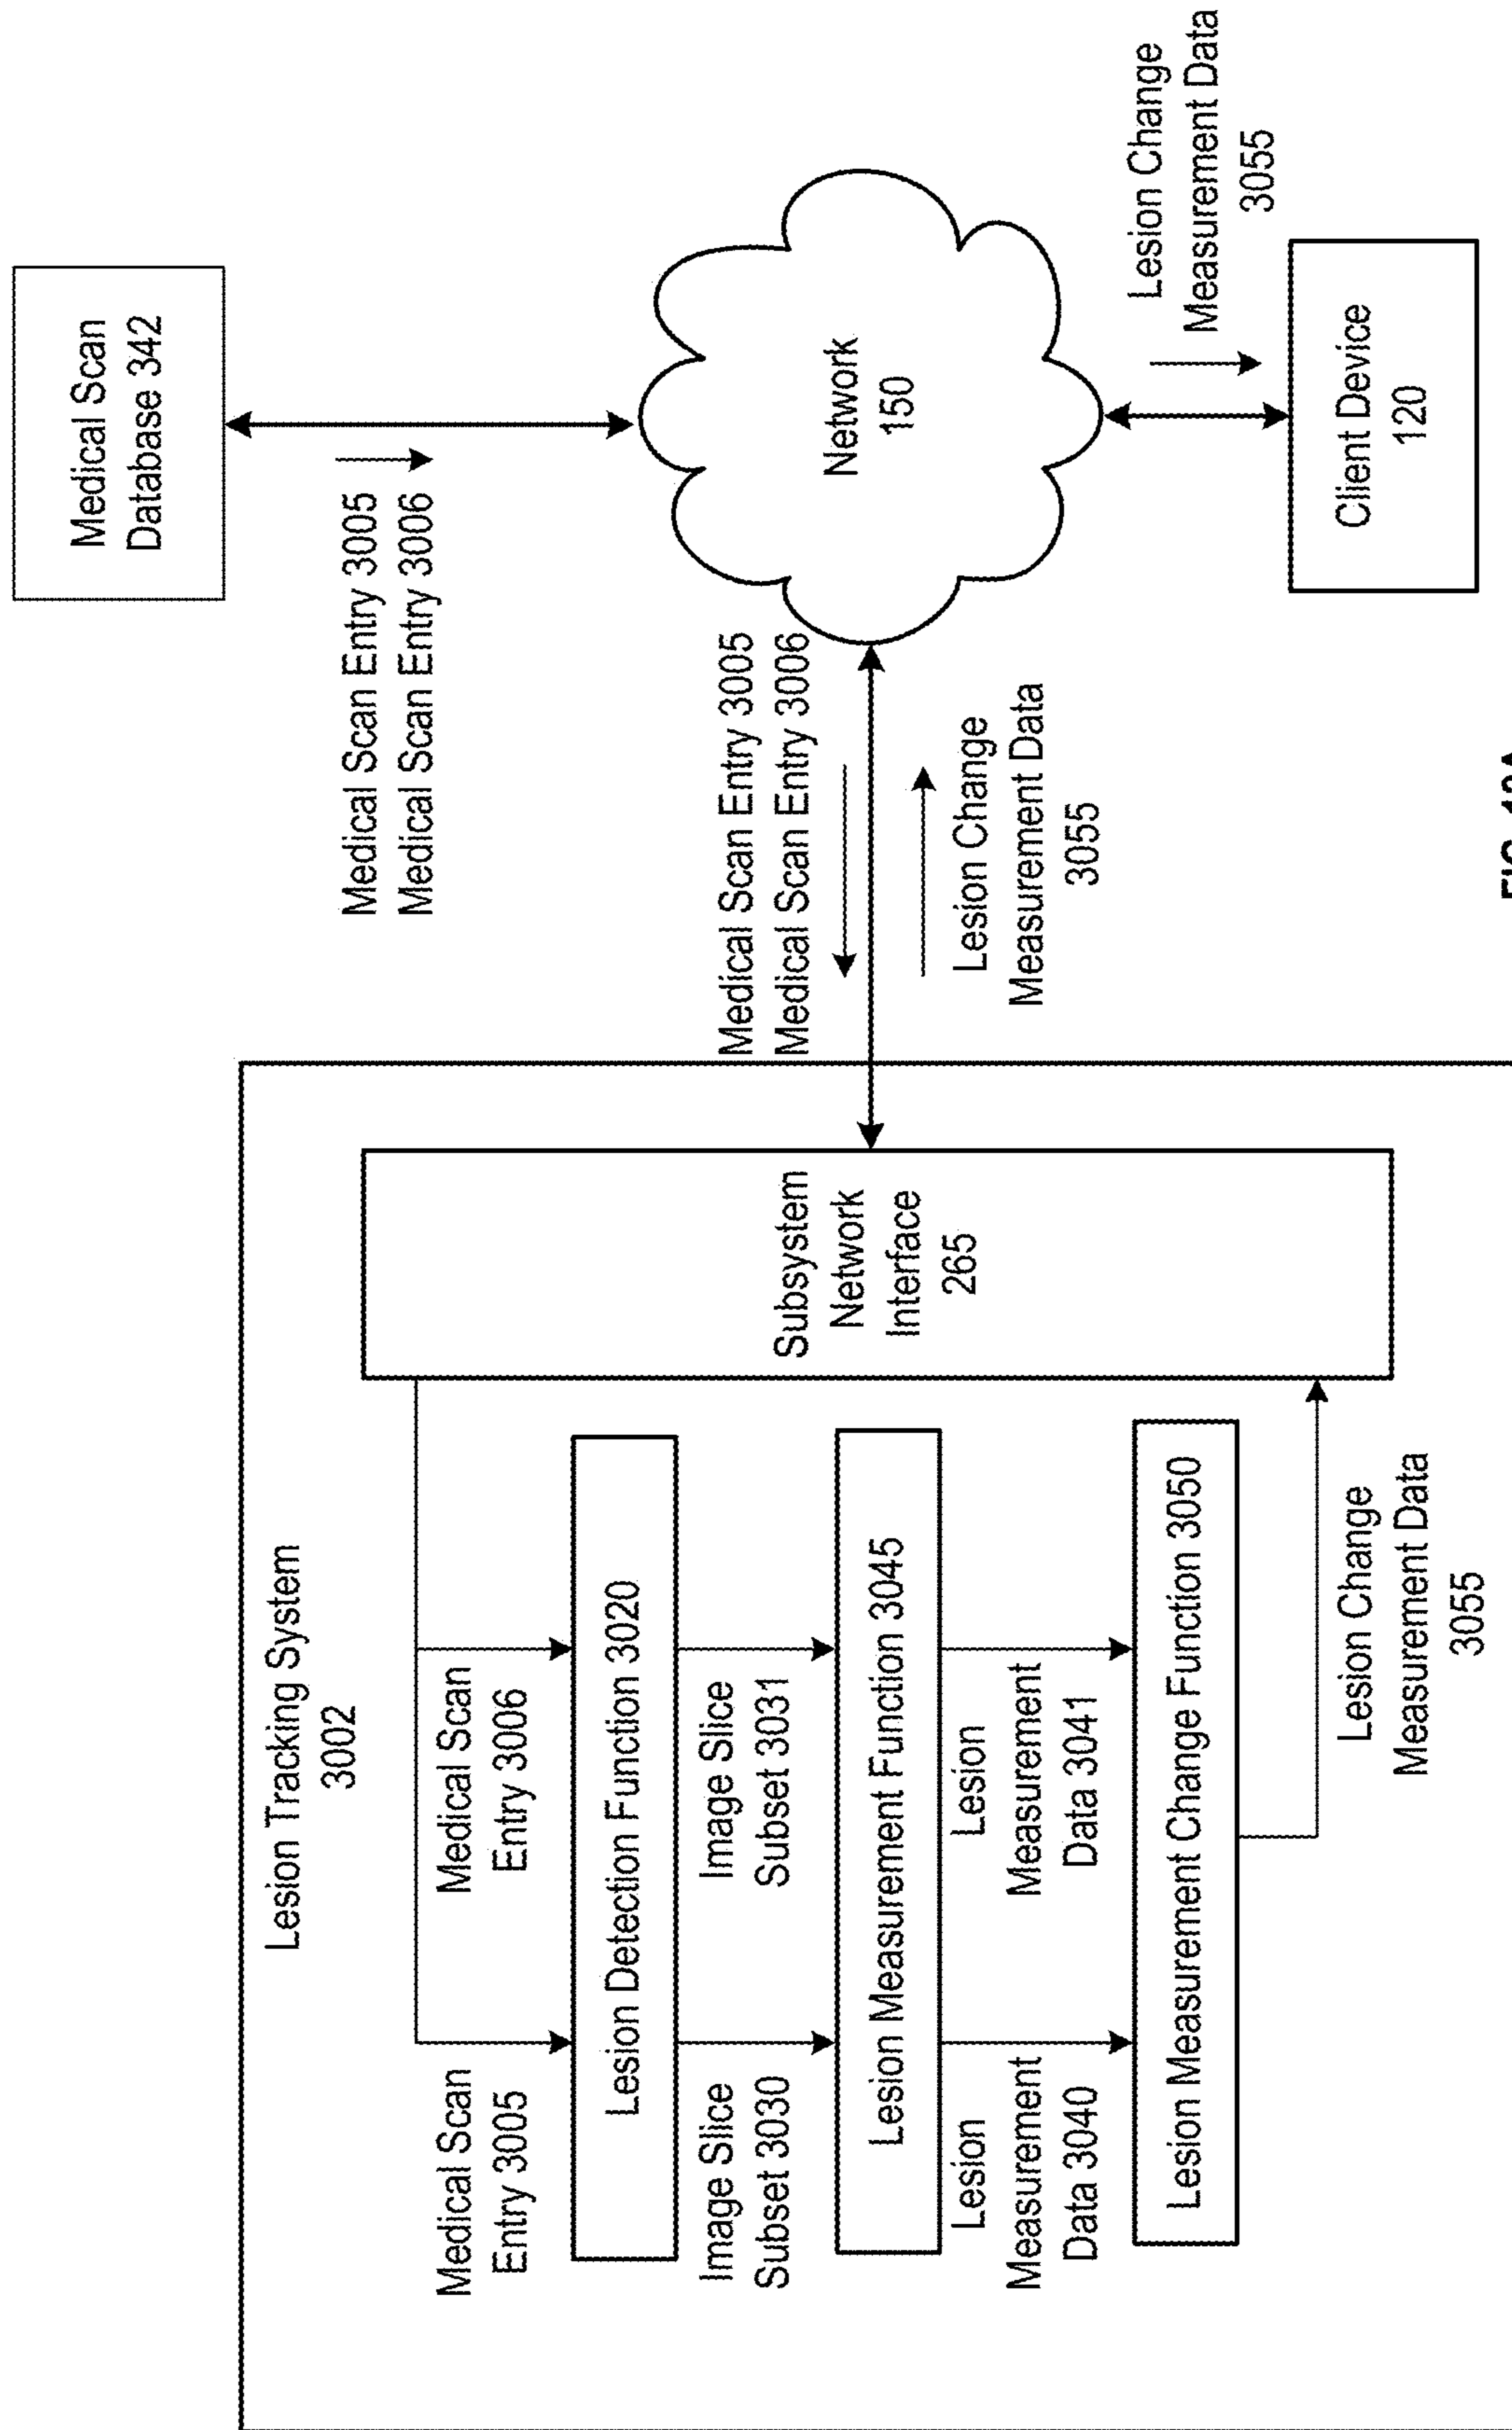 Lesion Tracking System
3002
Medical Scan
Entry 3005
Medical Scan
Entry 3006
Lesion Detection Function 3020
Image Slice
Subset 3030
Image Slice
Subset 3031
Lesion Measurement Function 3045
Lesion
Measurement
Data 3040
Lesion
Measurement
Data 3041
Lesion Measurement Change Function 3050
Lesion Change
Measurement Data
3055
Subsystem
Network
Interface
265
Medical Scan Entry 3005
Medical Scan Entry 3006
Lesion Change
Measurement Data
3055
Medical Scan
Database 342
Medical Scan Entry 3005
Medical Scan Entry 3006
Network
150
Lesion Change
Measurement Data
3055
Client Device
120